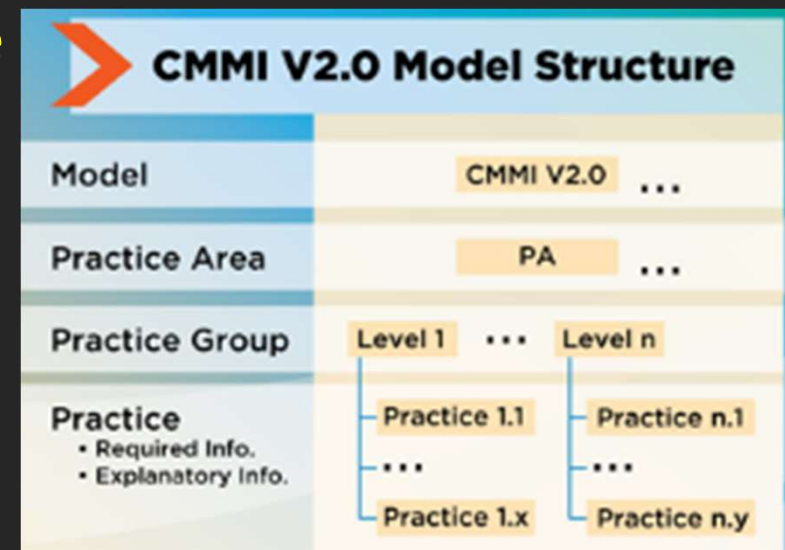 CMMI V2.0 Model Structure
Model CMMI V2.0 ...
Practice Area PA ...
Practice Group Level 1 ... Level n
Practice Practice 1.1 Practice n.1
• Required Info.
• Explanatory Info.
... ...
Practice 1.x Practice n.y